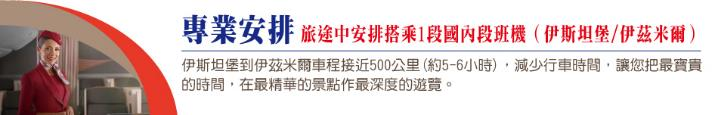 專業安排 旅途中安排搭乘1段國內段班機（伊斯坦堡/伊茲米爾）
伊斯坦堡到伊茲米爾車程接近500公里(約5-6小時)，減少行車時間，讓您把最寶貴
的時間，在最精華的景點作最深度的遊覽。